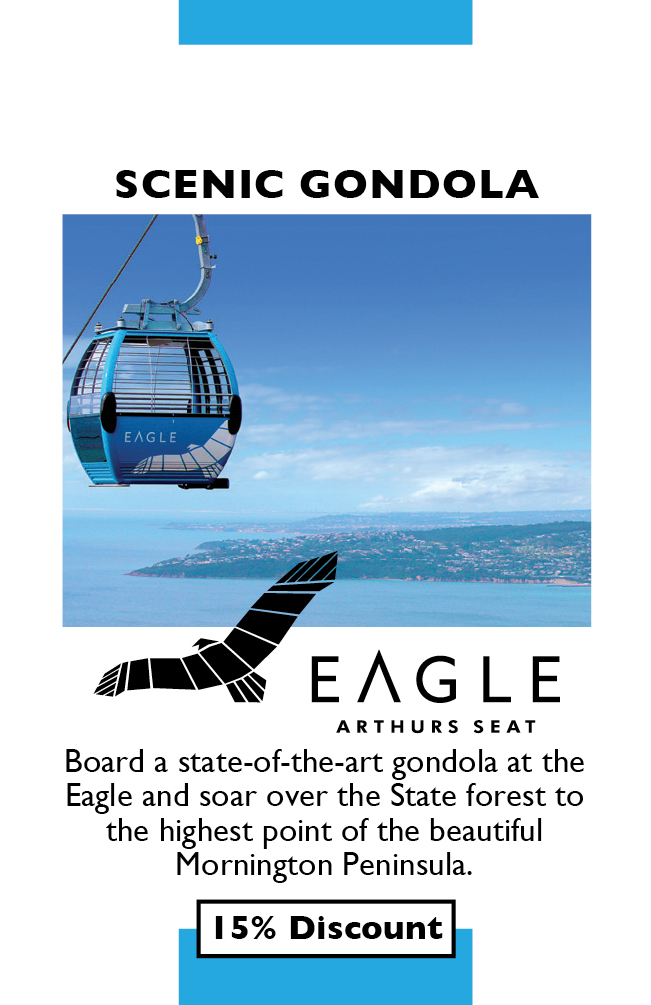 SCENIC GONDOLA
EAGLE
EAGLE
ARTHURS SEAT
Board a state-of-the-art gondola at the
Eagle and soar over the State forest to
the highest point of the beautiful
Mornington Peninsula.
15% Discount